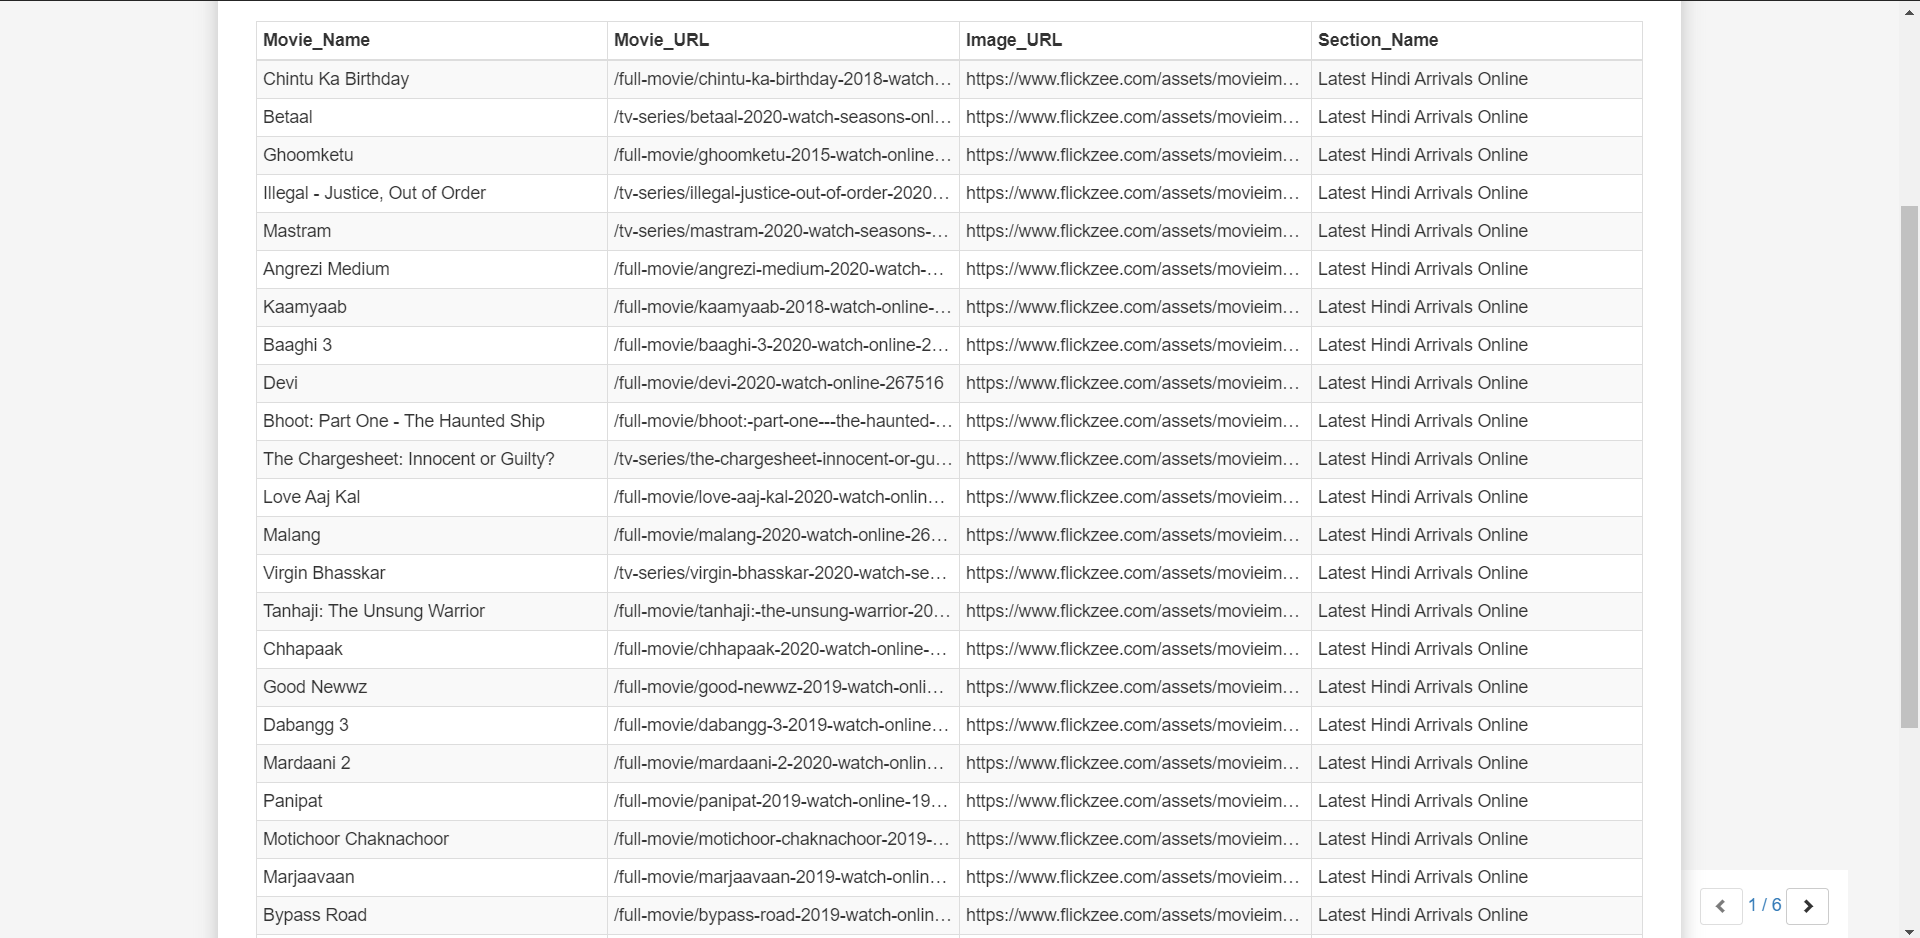 Movie_Name Movie_URL Image_URL Section_Name
Chintu Ka Birthday /full-movie/chintu-ka-birthday-2018-watch… https://www.flickzee.com/assets/movieim… Latest Hindi Arrivals Online
Betaal /tv-series/betaal-2020-watch-seasons-onl… https://www.flickzee.com/assets/movieim… Latest Hindi Arrivals Online
Ghoomketu /full-movie/ghoomketu-2015-watch-online… https://www.flickzee.com/assets/movieim… Latest Hindi Arrivals Online
Illegal - Justice, Out of Order /tv-series/illegal-justice-out-of-order-2020… https://www.flickzee.com/assets/movieim… Latest Hindi Arrivals Online
Mastram /tv-series/mastram-2020-watch-seasons-… https://www.flickzee.com/assets/movieim… Latest Hindi Arrivals Online
Angrezi Medium /full-movie/angrezi-medium-2020-watch-… https://www.flickzee.com/assets/movieim… Latest Hindi Arrivals Online
Kaamyaab /full-movie/kaamyaab-2018-watch-online-… https://www.flickzee.com/assets/movieim… Latest Hindi Arrivals Online
Baaghi 3 /full-movie/baaghi-3-2020-watch-online-2… https://www.flickzee.com/assets/movieim… Latest Hindi Arrivals Online
Devi /full-movie/devi-2020-watch-online-267516 https://www.flickzee.com/assets/movieim… Latest Hindi Arrivals Online
Bhoot: Part One - The Haunted Ship /full-movie/bhoot:-part-one---the-haunted-… https://www.flickzee.com/assets/movieim… Latest Hindi Arrivals Online
The Chargesheet: Innocent or Guilty? /tv-series/the-chargesheet-innocent-or-gu… https://www.flickzee.com/assets/movieim… Latest Hindi Arrivals Online
Love Aaj Kal /full-movie/love-aaj-kal-2020-watch-onlin… https://www.flickzee.com/assets/movieim… Latest Hindi Arrivals Online
Malang /full-movie/malang-2020-watch-online-26… https://www.flickzee.com/assets/movieim… Latest Hindi Arrivals Online
Virgin Bhasskar /tv-series/virgin-bhasskar-2020-watch-se… https://www.flickzee.com/assets/movieim… Latest Hindi Arrivals Online
Tanhaji: The Unsung Warrior /full-movie/tanhaji:-the-unsung-warrior-20… https://www.flickzee.com/assets/movieim… Latest Hindi Arrivals Online
Chhapaak /full-movie/chhapaak-2020-watch-online-… https://www.flickzee.com/assets/movieim… Latest Hindi Arrivals Online
Good Newwz /full-movie/good-newwz-2019-watch-onli… https://www.flickzee.com/assets/movieim… Latest Hindi Arrivals Online
Dabangg 3 /full-movie/dabangg-3-2019-watch-online… https://www.flickzee.com/assets/movieim… Latest Hindi Arrivals Online
Mardaani 2 /full-movie/mardaani-2-2020-watch-onlin… https://www.flickzee.com/assets/movieim… Latest Hindi Arrivals Online
Panipat /full-movie/panipat-2019-watch-online-19… https://www.flickzee.com/assets/movieim… Latest Hindi Arrivals Online
Motichoor Chaknachoor /full-movie/motichoor-chaknachoor-2019-… https://www.flickzee.com/assets/movieim… Latest Hindi Arrivals Online
Marjaavaan /full-movie/marjaavaan-2019-watch-onlin… https://www.flickzee.com/assets/movieim… Latest Hindi Arrivals Online
Bypass Road /full-movie/bypass-road-2019-watch-onlin… https://www.flickzee.com/assets/movieim… Latest Hindi Arrivals Online
1 / 6